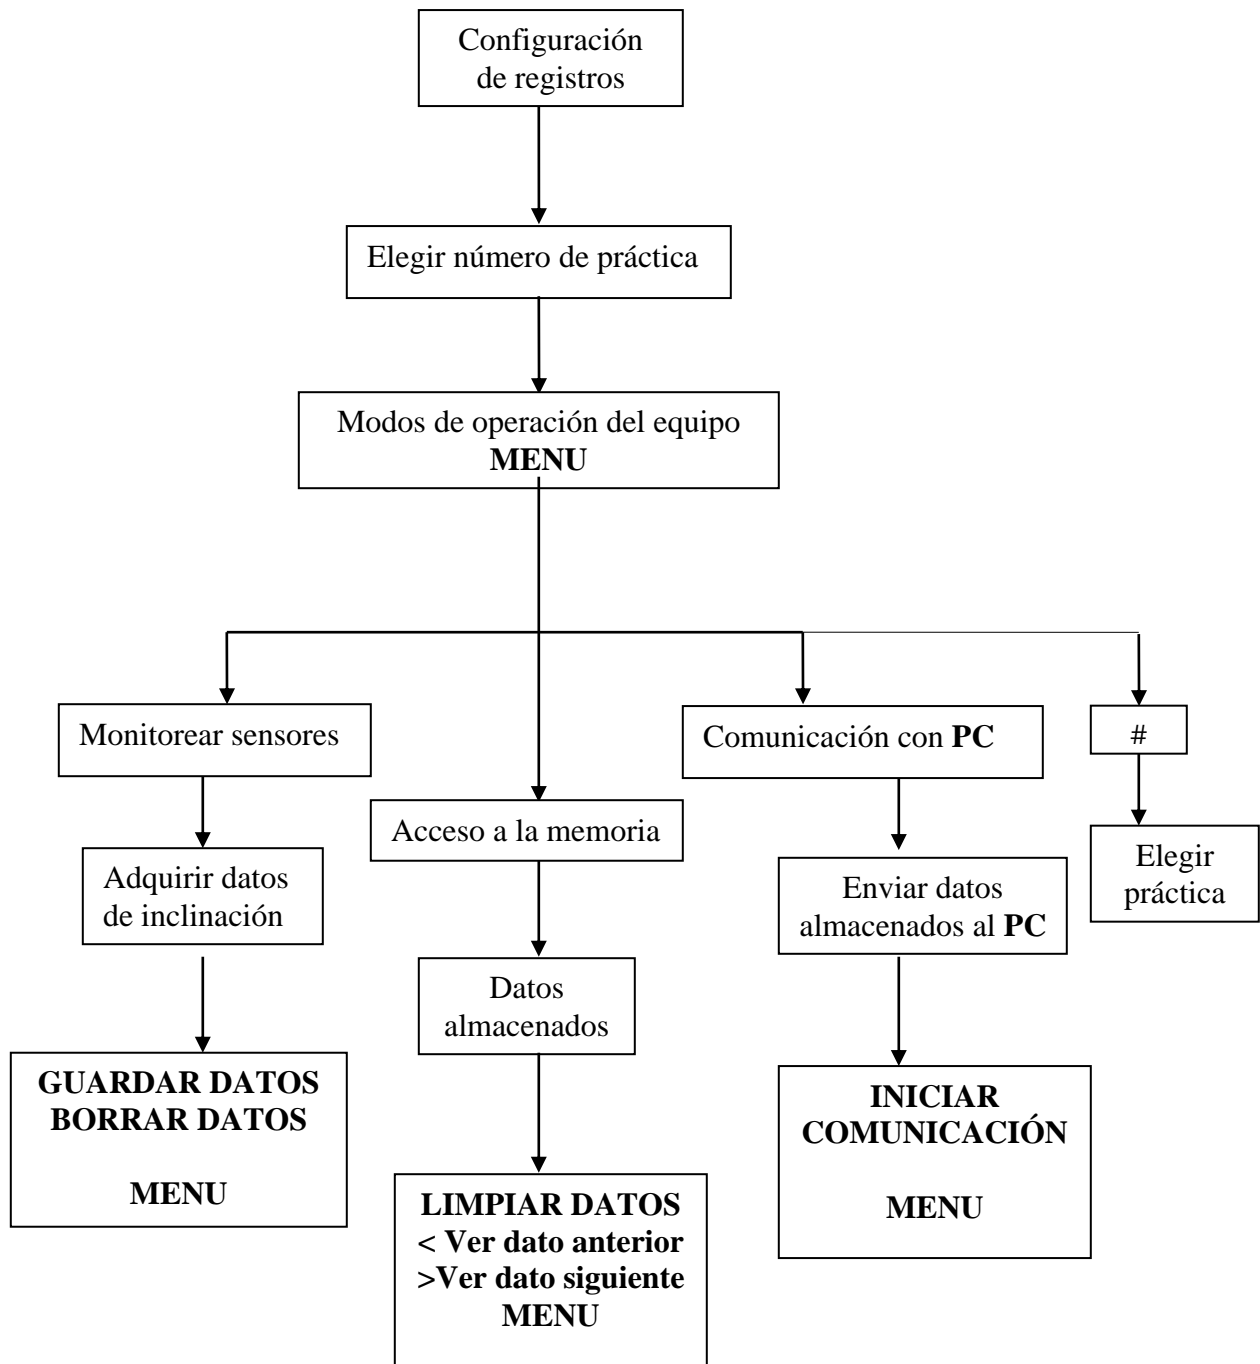 Configuración
de registros
Elegir número de práctica
Modos de operación del equipo
MENU
Monitorear sensores
Adquirir datos
de inclinación
GUARDAR DATOS
BORRAR DATOS
MENU
Acceso a la memoria
Datos
almacenados
LIMPIAR DATOS
< Ver dato anterior
>Ver dato siguiente
MENU
Comunicación con PC
Enviar datos
almacenados al PC
INICIAR
COMUNICACIÓN
MENU
#
Elegir
práctica